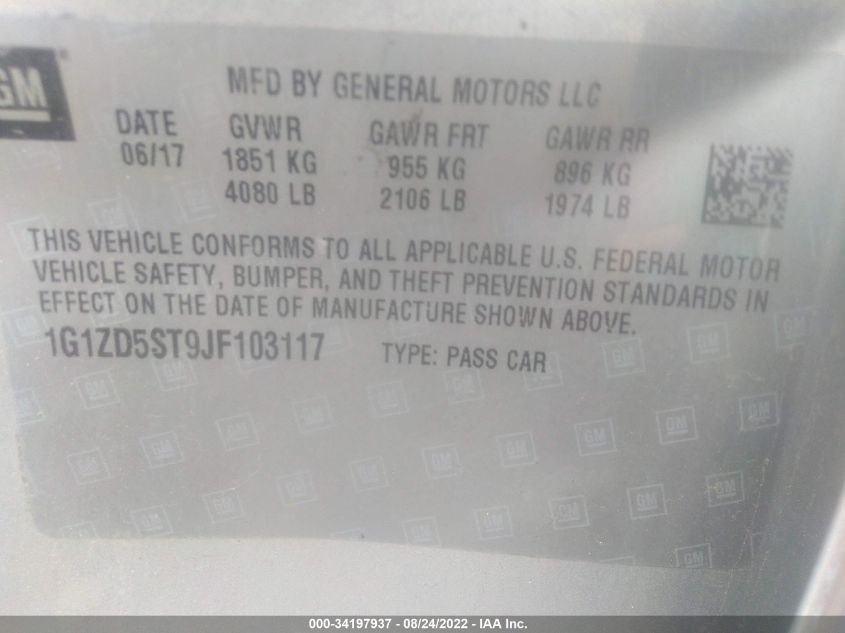 GM
MFD BY GENERAL MOTORS LLC
DATE GVWR GAWR FRT GAWR RR
06/17 1851 KG 955 KG 896 KG
4080 LB 2106 LB 1974 LB
THIS VEHICLE CONFORMS TO ALL APPLICABLE U.S. FEDERAL MOTOR
VEHICLE SAFETY, BUMPER, AND THEFT PREVENTION STANDARDS IN
EFFECT ON THE DATE OF MANUFACTURE SHOWN ABOVE.
1G1ZD5ST9JF103117 TYPE: PASS CAR
000-34197937 - 08/24/2022 - IAA Inc.